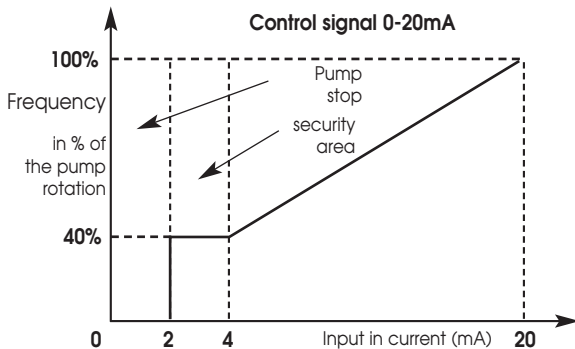 Control signal 0-20mA
100%
Pump
stop
Frequency
security
area
in % of
the pump
rotation
40%
0
2
4
Input in current (mA)
20